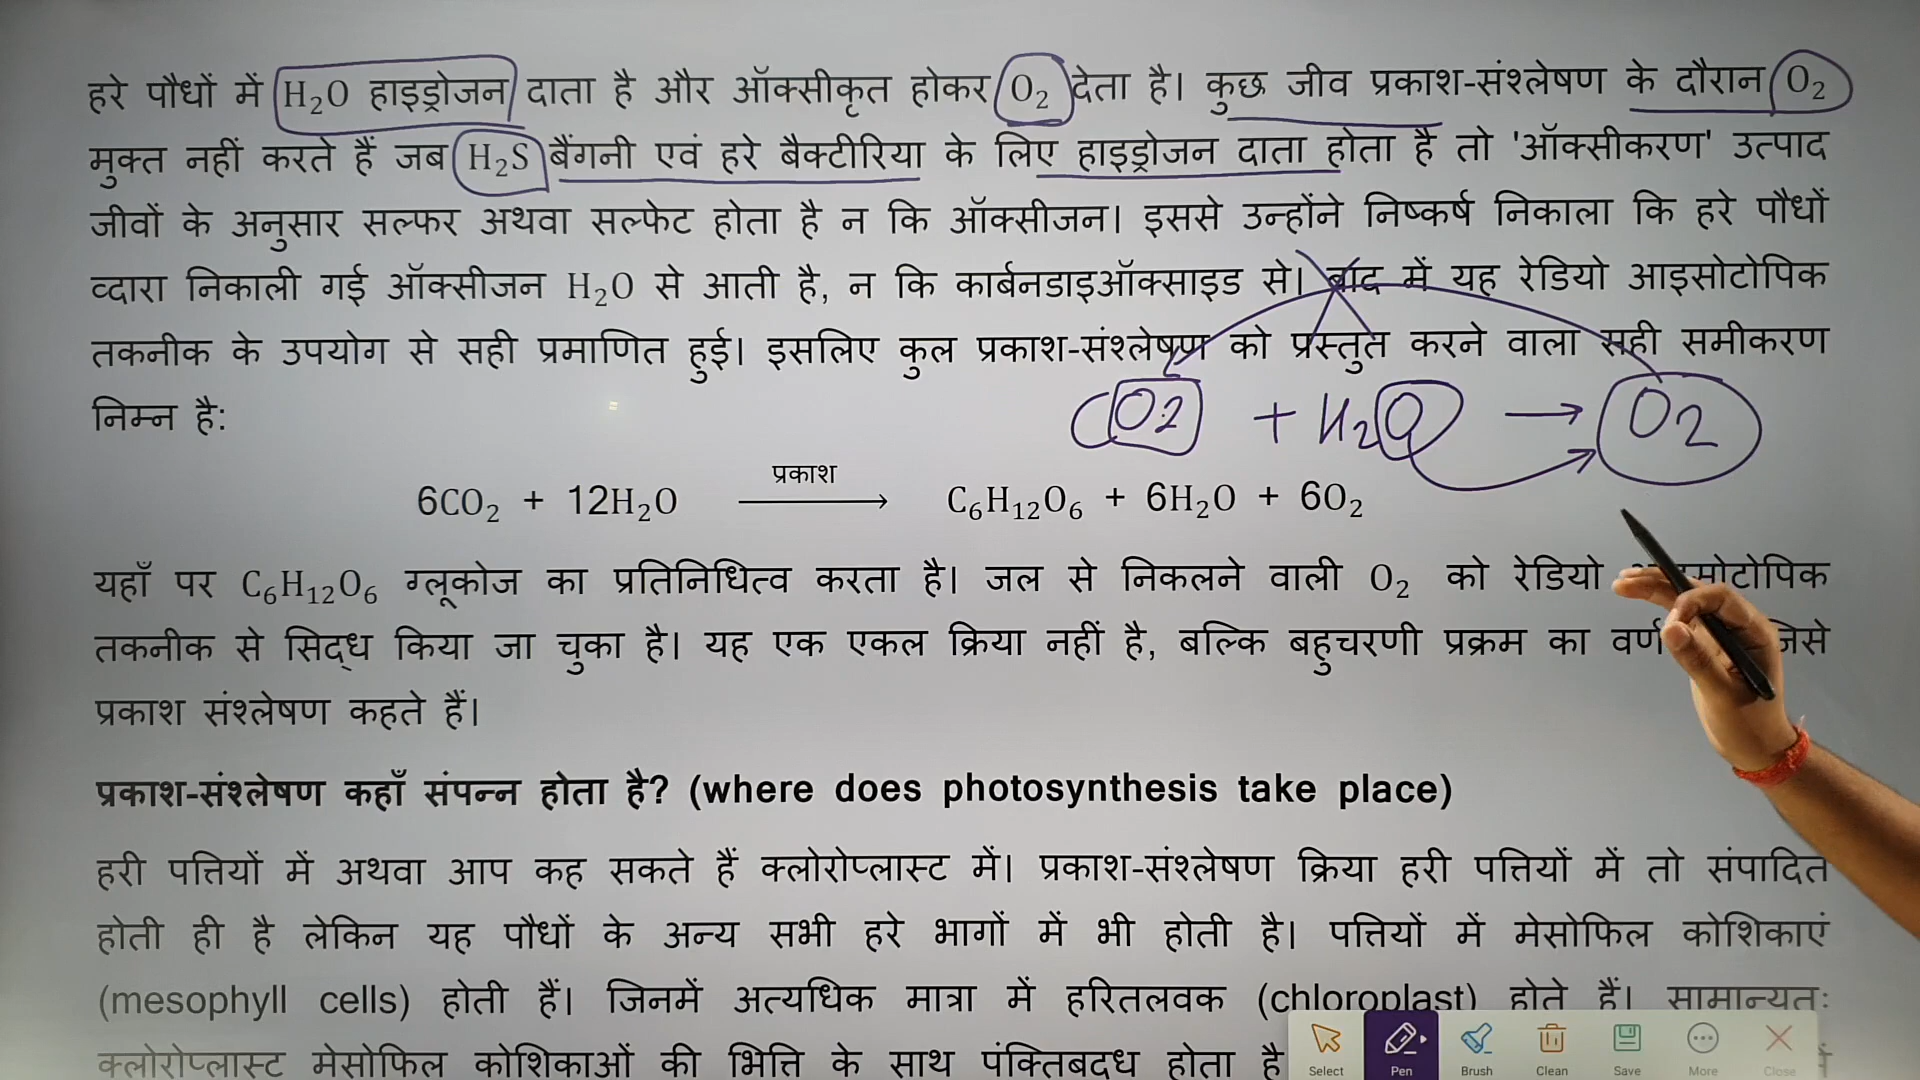 हरे पौधों में H₂O हाइड्रोजन दाता है और ऑक्सीकृत होकर O₂ देता है। कुछ जीव प्रकाश-संश्लेषण के दौरान O₂
मुक्त नहीं करते हैं जब H₂S बैंगनी एवं हरे बैक्टीरिया के लिए हाइड्रोजन दाता होता है तो 'ऑक्सीकरण' उत्पाद
जीवों के अनुसार सल्फर अथवा सल्फेट होता है न कि ऑक्सीजन। इससे उन्होंने निष्कर्ष निकाला कि हरे पौधों
व्दारा निकाली गई ऑक्सीजन H₂O से आती है, न कि कार्बनडाइऑक्साइड से। बाद में यह रेडियो आइसोटोपिक
तकनीक के उपयोग से सही प्रमाणित हुई। इसलिए कुल प्रकाश-संश्लेषण को प्रस्तुत करने वाला सही समीकरण
निम्न है:
CO2 + H2O → O2
प्रकाश
6CO₂ + 12H₂O ⟶ C₆H₁₂O₆ + 6H₂O + 6O₂
यहाँ पर C₆H₁₂O₆ ग्लूकोज का प्रतिनिधित्व करता है। जल से निकलने वाली O₂ को रेडियो
तकनीक से सिद्ध किया जा चुका है। यह एक एकल क्रिया नहीं है, बल्कि बहुचरणी प्रक्रम का जिसे
प्रकाश संश्लेषण कहते हैं।
प्रकाश-संश्लेषण कहाँ संपन्न होता है? (where does photosynthesis take place)
हरी पत्तियों में अथवा आप कह सकते हैं क्लोरोप्लास्ट में। प्रकाश-संश्लेषण क्रिया हरी पत्तियों में तो संपादित
होती ही है लेकिन यह पौधों के अन्य सभी हरे भागों में भी होती है। पत्तियों में मेसोफिल कोशिकाएं
(mesophyll cells) होती हैं। जिनमें अत्यधिक मात्रा में हरितलवक (chloroplast) होते हैं। सामान्यतः
क्लोरोप्लास्ट मेसोफिल कोशिकाओं की भित्ति के साथ पंक्तिबद्ध होता है
Select Pen Brush Clean Save More Close